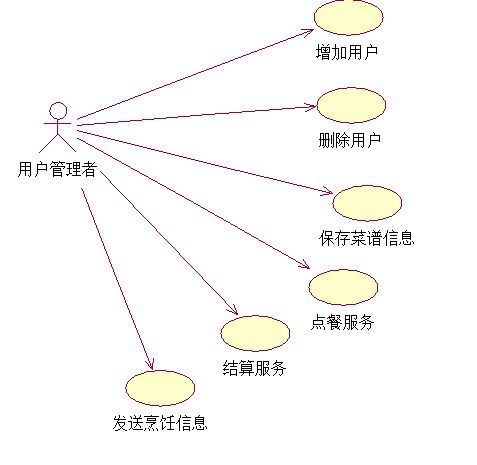 增加用户
删除用户
用户管理者
保存菜谱信息
点餐服务
结算服务
发送烹饪信息